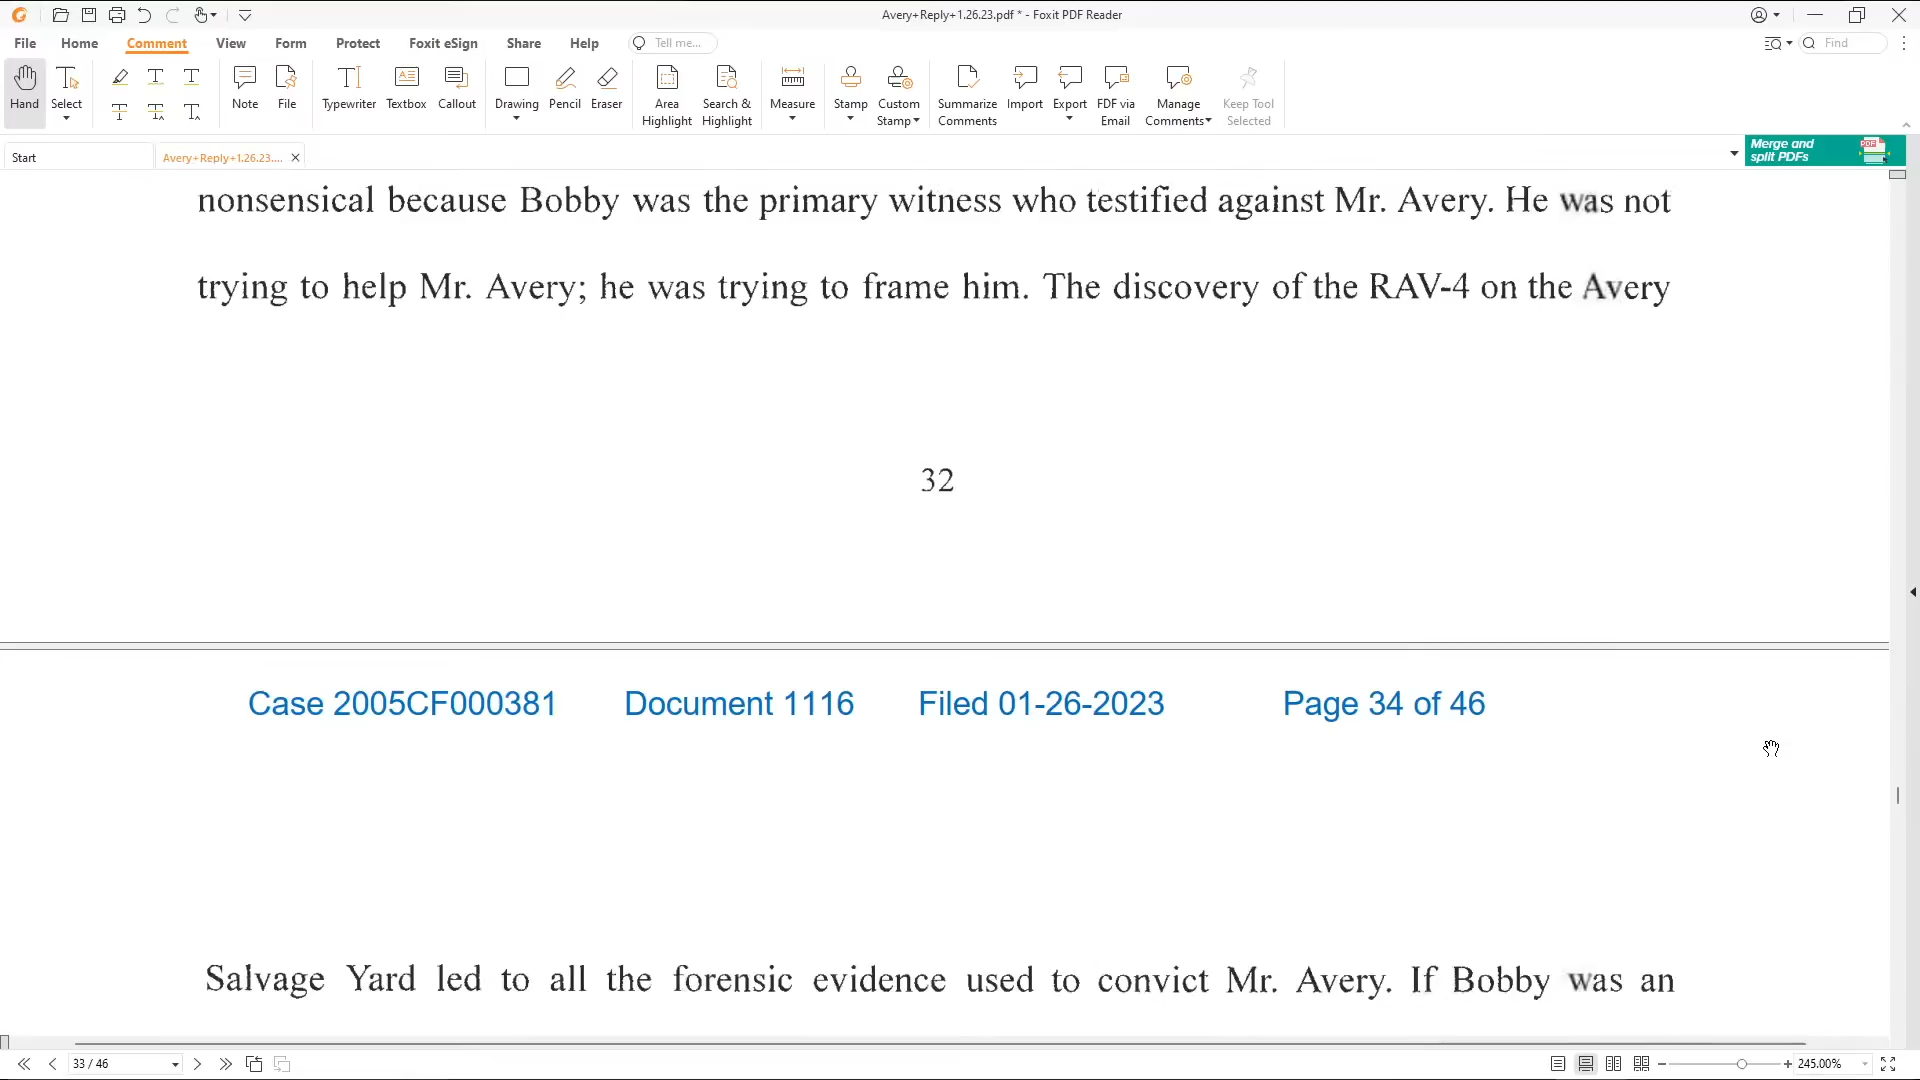 Avery+Reply+1.26.23.pdf * - Foxit PDF Reader
File Home Comment View Form Protect Foxit eSign Share Help Tell me... Find
Hand Select Note File Typewriter Textbox Callout Drawing Pencil Eraser Area Highlight Search & Highlight Measure Stamp Custom Stamp Summarize Comments Import Export FDF via Email Manage Comments Keep Tool Selected
Start Avery+Reply+1.26.23.... Merge and split PDFs PDF
nonsensical because Bobby was the primary witness who testified against Mr. Avery. He was not
trying to help Mr. Avery; he was trying to frame him. The discovery of the RAV-4 on the Avery
32
Case 2005CF000381 Document 1116 Filed 01-26-2023 Page 34 of 46
Salvage Yard led to all the forensic evidence used to convict Mr. Avery. If Bobby was an
33 / 46 245.00%